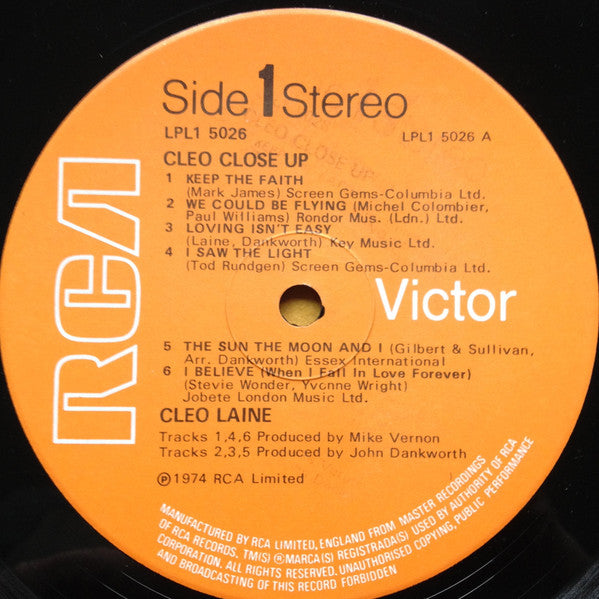 Side 1 Stereo
LPL1 5026
LPL1 5026 A
CLEO CLOSE UP
1 KEEP THE FAITH
(Mark James) Screen Gems-Columbia Ltd.
2 WE COULD BE FLYING (Michel Colombier,
Paul Williams) Rondor Mus. (Ldn.) Ltd.
3 LOVING ISN'T EASY
(Laine, Dankworth) Key Music Ltd.
4 I SAW THE LIGHT
(Tod Rundgen) Screen Gems-Columbia Ltd.
RCA
Victor
5 THE SUN THE MOON AND I (Gilbert & Sullivan,
Arr. Dankworth) Essex International
6 I BELIEVE (When I Fall In Love Forever)
(Stevie Wonder, Yvonne Wright)
Jobete London Music Ltd.
CLEO LAINE
Tracks 1,4,6 Produced by Mike Vernon
Tracks 2,3,5 Produced by John Dankworth
Ⓟ1974 RCA Limited
MANUFACTURED BY RCA LIMITED, ENGLAND FROM MASTER RECORDINGS
OF RCA RECORDS. TM(S) ® MARCA(S) REGISTRADA(S) USED BY AUTHORITY OF RCA
CORPORATION. ALL RIGHTS RESERVED. UNAUTHORISED COPYING, PUBLIC PERFORMANCE
AND BROADCASTING OF THIS RECORD FORBIDDEN
CLEO CLOSE UP